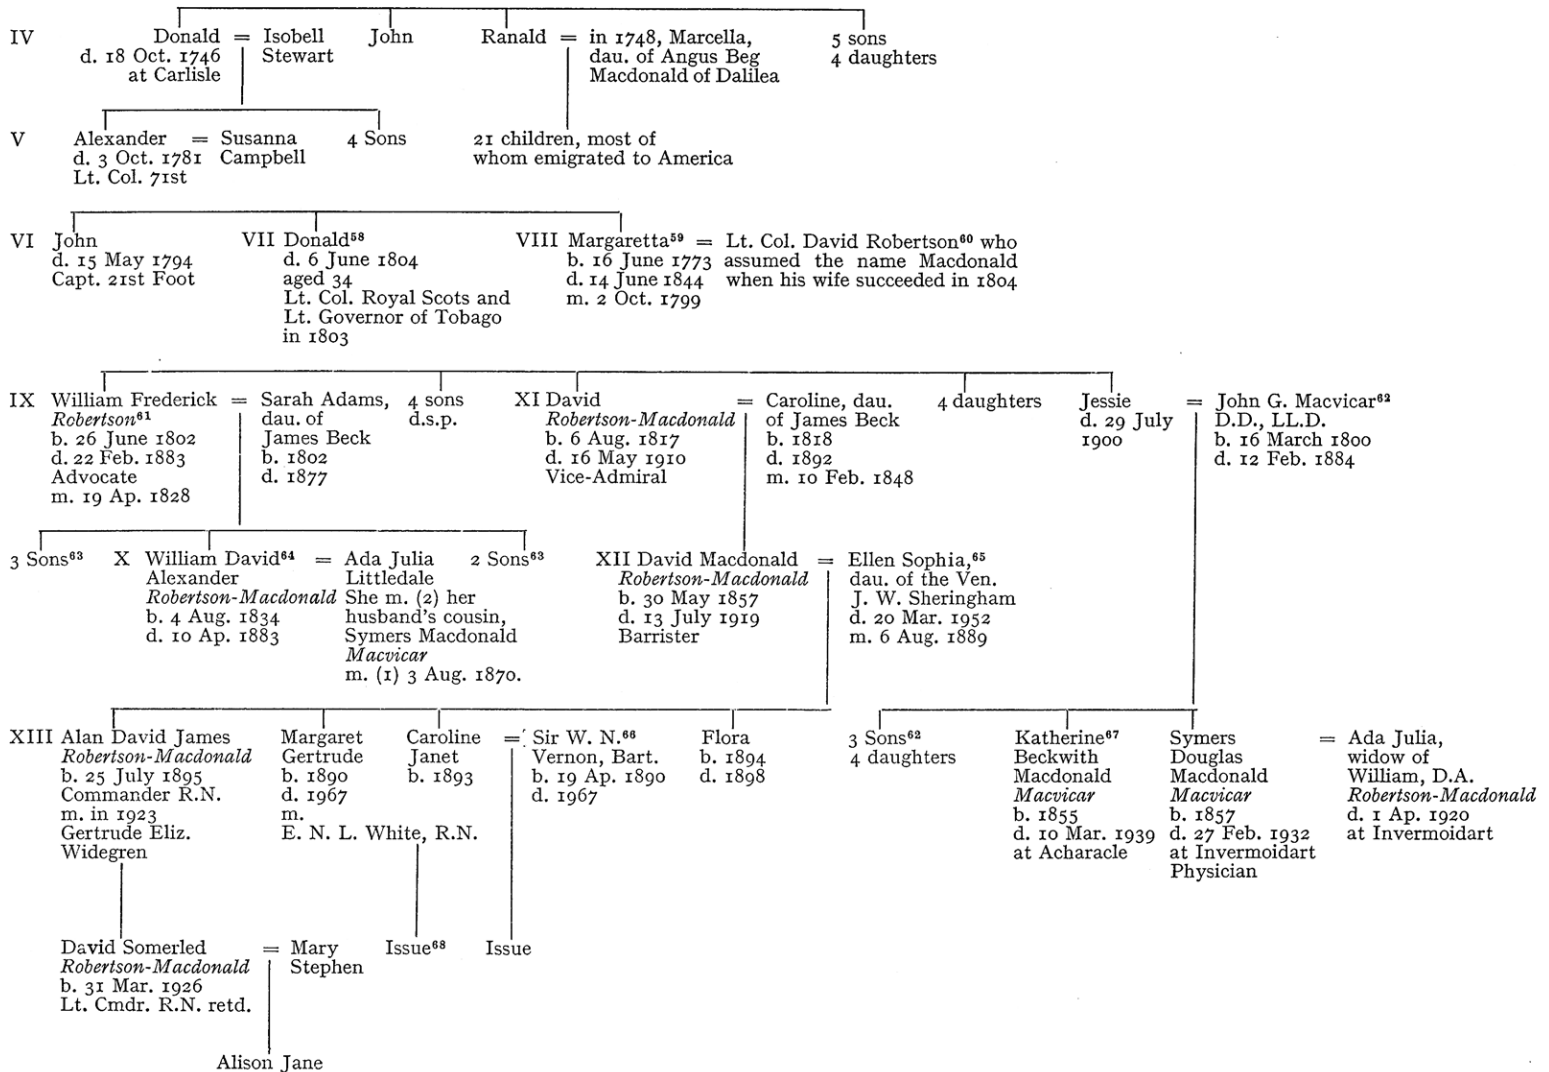 IV
Donald = Isobell
d. 18 Oct. 1746 Stewart
at Carlisle
John
Ranald = in 1748, Marcella,
dau. of Angus Beg
Macdonald of Dalilea
5 sons
4 daughters
V
Alexander = Susanna
d. 3 Oct. 1781 Campbell
Lt. Col. 71st
4 Sons
21 children, most of
whom emigrated to America
VI John
d. 15 May 1794
Capt. 21st Foot
VII Donald⁵⁸
d. 6 June 1804
aged 34
Lt. Col. Royal Scots and
Lt. Governor of Tobago
in 1803
VIII Margaretta⁵⁹ = Lt. Col. David Robertson⁶⁰ who
b. 16 June 1773 assumed the name Macdonald
d. 14 June 1844 when his wife succeeded in 1804
m. 2 Oct. 1799
IX William Frederick =
Robertson⁶¹
b. 26 June 1802
d. 22 Feb. 1883
Advocate
m. 19 Ap. 1828
Sarah Adams,
dau. of
James Beck
b. 1802
d. 1877
4 sons
d.s.p.
XI David =
Robertson-Macdonald
b. 6 Aug. 1817
d. 16 May 1910
Vice-Admiral
Caroline, dau.
of James Beck
b. 1818
d. 1892
m. 10 Feb. 1848
4 daughters
Jessie =
d. 29 July
1900
John G. Macvicar⁶²
D.D., LL.D.
b. 16 March 1800
d. 12 Feb. 1884
3 Sons⁶³
X William David⁶⁴ =
Alexander
Robertson-Macdonald
b. 4 Aug. 1834
d. 10 Ap. 1883
Ada Julia
Littledale
She m. (2) her
husband's cousin,
Symers Macdonald
Macvicar
m. (1) 3 Aug. 1870.
2 Sons⁶³
XII David Macdonald =
Robertson-Macdonald
b. 30 May 1857
d. 13 July 1919
Barrister
Ellen Sophia,⁶⁵
dau. of the Ven.
J. W. Sheringham
d. 20 Mar. 1952
m. 6 Aug. 1889
XIII Alan David James
Robertson-Macdonald
b. 25 July 1895
Commander R.N.
m. in 1923
Gertrude Eliz.
Widegren
Margaret
Gertrude
b. 1890
d. 1967
m.
E. N. L. White, R.N.
Caroline =
Janet
b. 1893
Sir W. N.⁶⁶
Vernon, Bart.
b. 19 Ap. 1890
d. 1967
Flora
b. 1894
d. 1898
3 Sons⁶²
4 daughters
Katherine⁶⁷
Beckwith
Macdonald
Macvicar
b. 1855
d. 10 Mar. 1939
at Acharacle
Symers =
Douglas
Macdonald
Macvicar
b. 1857
d. 27 Feb. 1932
at Invermoidart
Physician
Ada Julia,
widow of
William, D.A.
Robertson-Macdonald
d. 1 Ap. 1920
at Invermoidart
David Somerled =
Robertson-Macdonald
b. 31 Mar. 1926
Lt. Cmdr. R.N. retd.
Mary
Stephen
Issue⁶⁸
Issue
Alison Jane